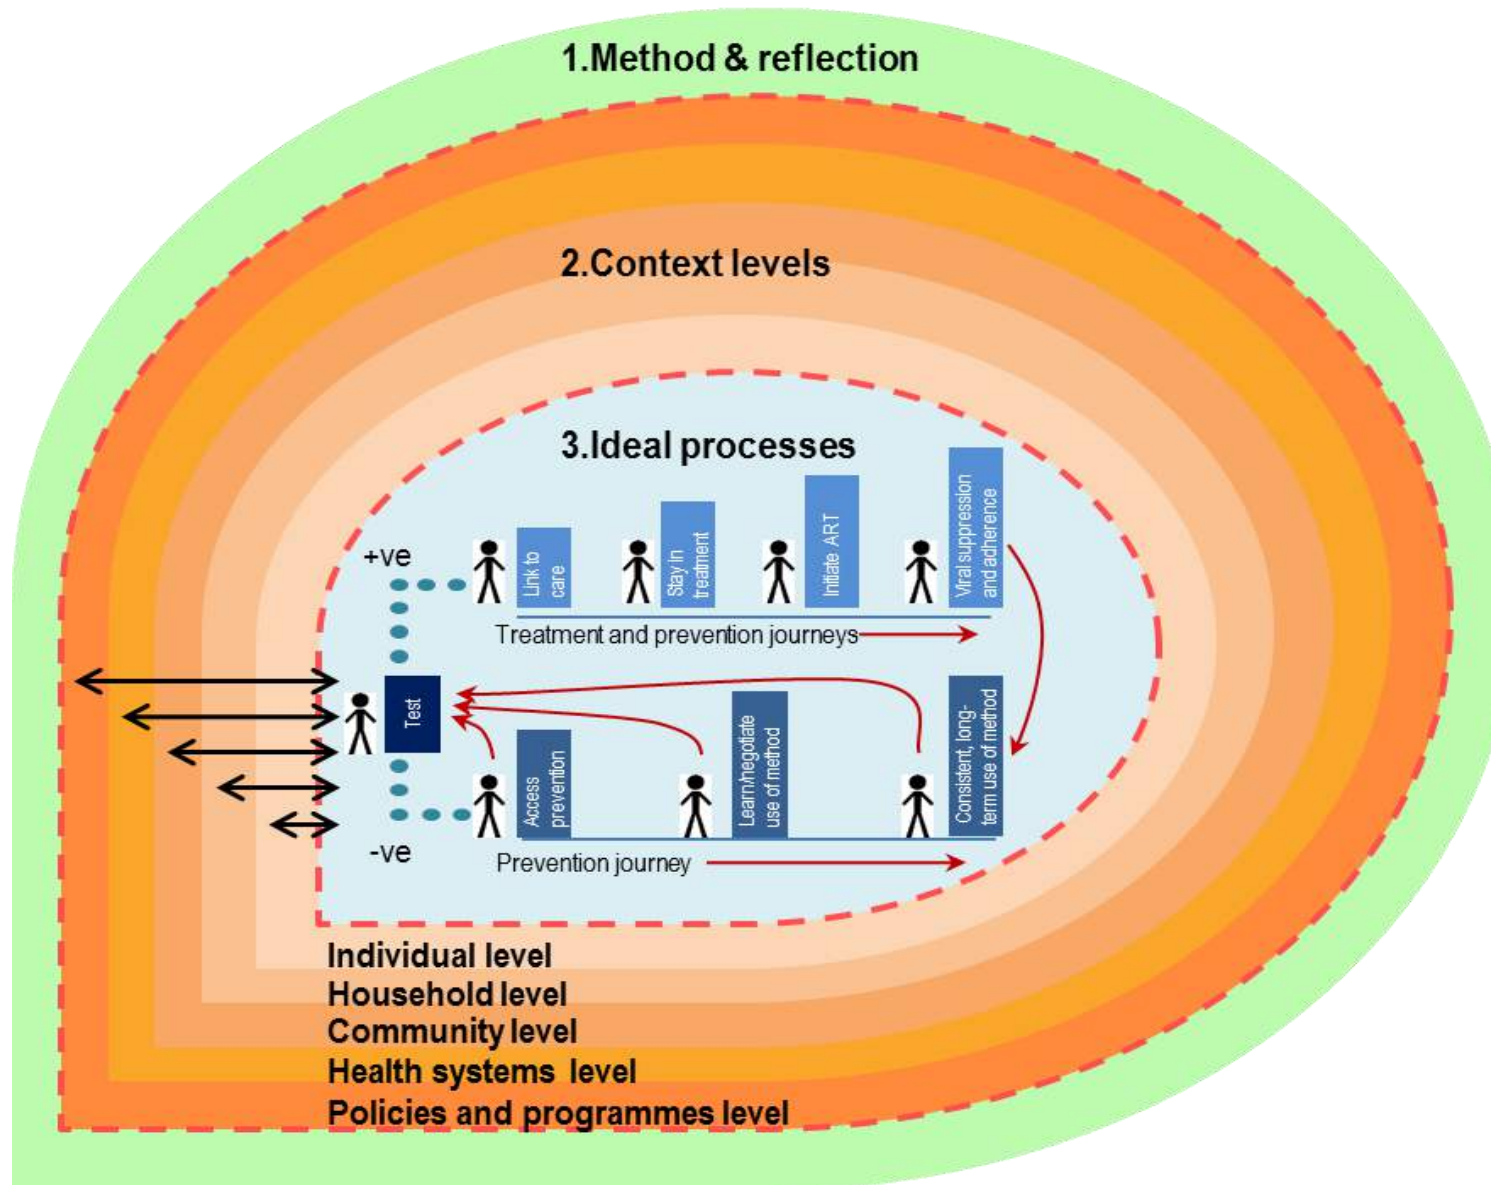 1.Method & reflection
2.Context levels
3.Ideal processes
+ve
Link to
care
Stay in
treatment
Initiate ART
Viral suppression
and adherence
Treatment and prevention journeys
Test
Access
prevention
Learn/negotiate
use of method
Consistent, long-
term use of method
-ve
Prevention journey
Individual level
Household level
Community level
Health systems level
Policies and programmes level